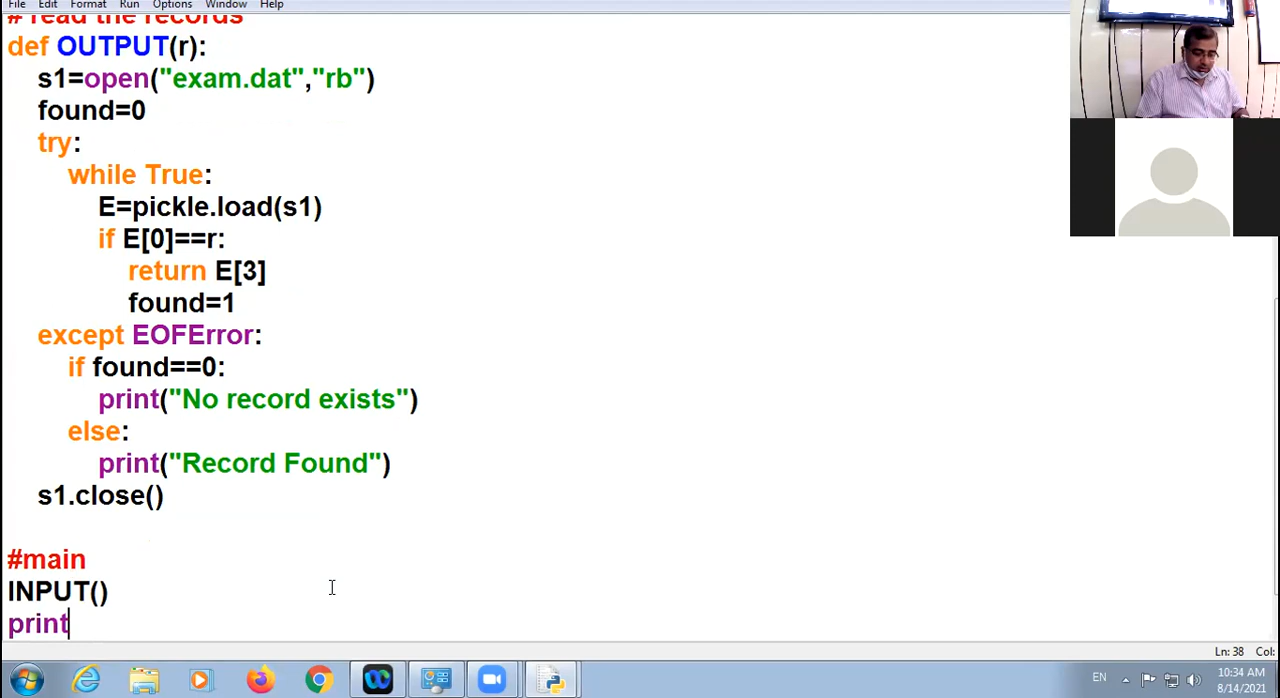 File Edit Format Run Options Window Help
# read the records
def OUTPUT(r):
s1=open("exam.dat","rb")
found=0
try:
while True:
E=pickle.load(s1)
if E[0]==r:
return E[3]
found=1
except EOFError:
if found==0:
print("No record exists")
else:
print("Record Found")
s1.close()
#main
INPUT()
print
Ln: 38 Col:
EN
10:34 AM
8/14/2021